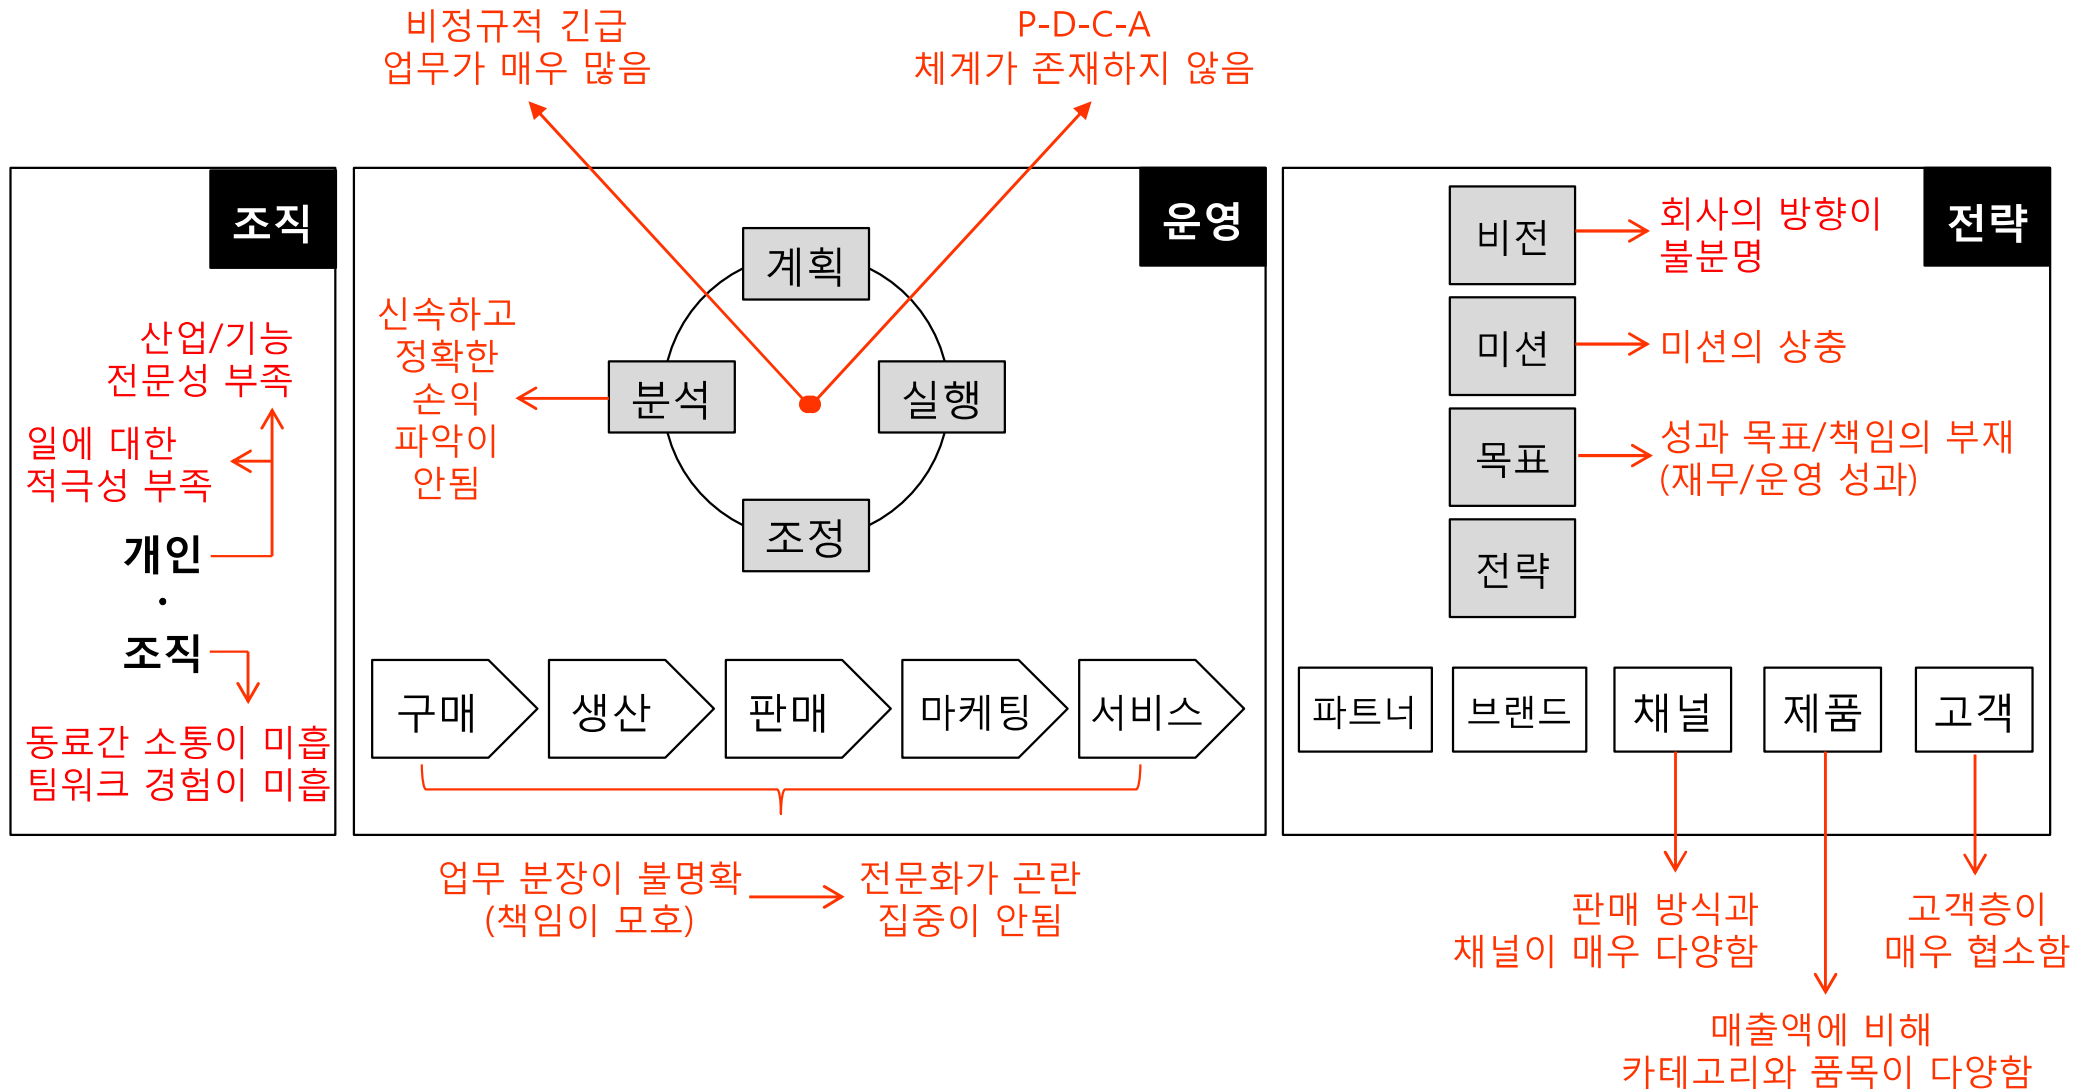 비정규적 긴급
업무가 매우 많음
P-D-C-A
체계가 존재하지 않음
조직
산업/기능
전문성 부족
일에 대한
적극성 부족
개인
·
조직
동료간 소통이 미흡
팀워크 경험이 미흡
운영
계획
신속하고
정확한
손익
파악이
안됨
분석
실행
조정
구매
생산
판매
마케팅
서비스
업무 분장이 불명확
(책임이 모호)
전문화가 곤란
집중이 안됨
전략
비전
회사의 방향이
불분명
미션
미션의 상충
목표
성과 목표/책임의 부재
(재무/운영 성과)
전략
파트너
브랜드
채널
제품
고객
판매 방식과
채널이 매우 다양함
고객층이
매우 협소함
매출액에 비해
카테고리와 품목이 다양함